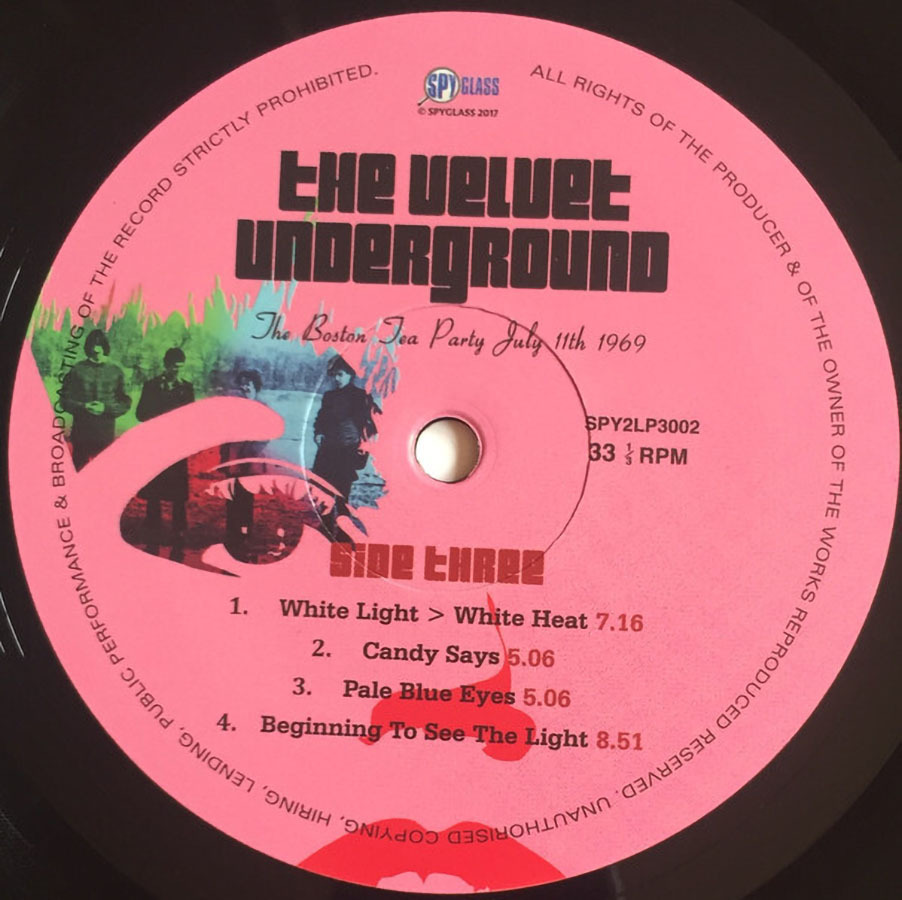 SPY GLASS
© SPYGLASS 2017
the velvet
underground
The Boston Tea Party July 11th 1969
SPY2LP3002
33 ⅓ RPM
Side three
1. White Light > White Heat 7.16
2. Candy Says 5.06
3. Pale Blue Eyes 5.06
4. Beginning To See The Light 8.51
ALL RIGHTS OF THE PRODUCER & OF THE OWNER OF THE WORKS REPRODUCED RESERVED. UNAUTHORISED COPYING, HIRING, LENDING, PUBLIC PERFORMANCE & BROADCASTING OF THE RECORD STRICTLY PROHIBITED.